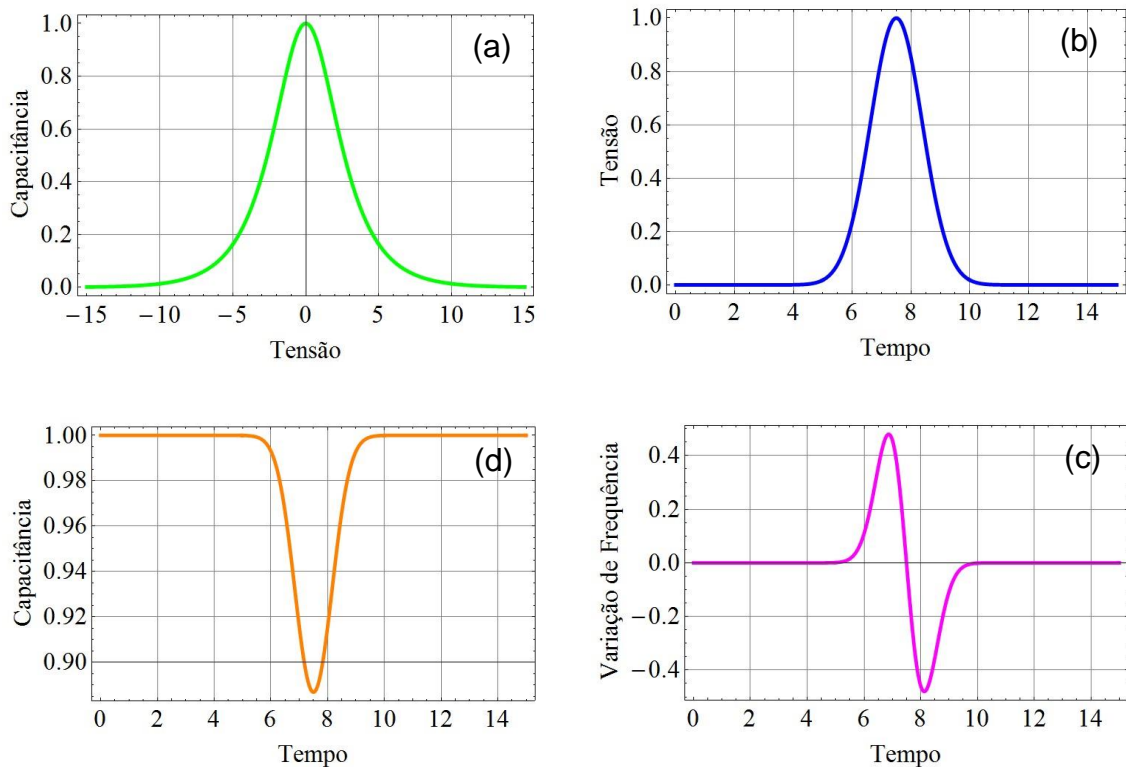 (a)
Capacitância
1.0
0.8
0.6
0.4
0.2
0.0
−15 −10 −5 0 5 10 15
Tensão
(b)
Tensão
1.0
0.8
0.6
0.4
0.2
0.0
0 2 4 6 8 10 12 14
Tempo
(d)
Capacitância
1.00
0.98
0.96
0.94
0.92
0.90
0 2 4 6 8 10 12 14
Tempo
(c)
Variação de Frequência
0.4
0.2
0.0
−0.2
−0.4
0 2 4 6 8 10 12 14
Tempo